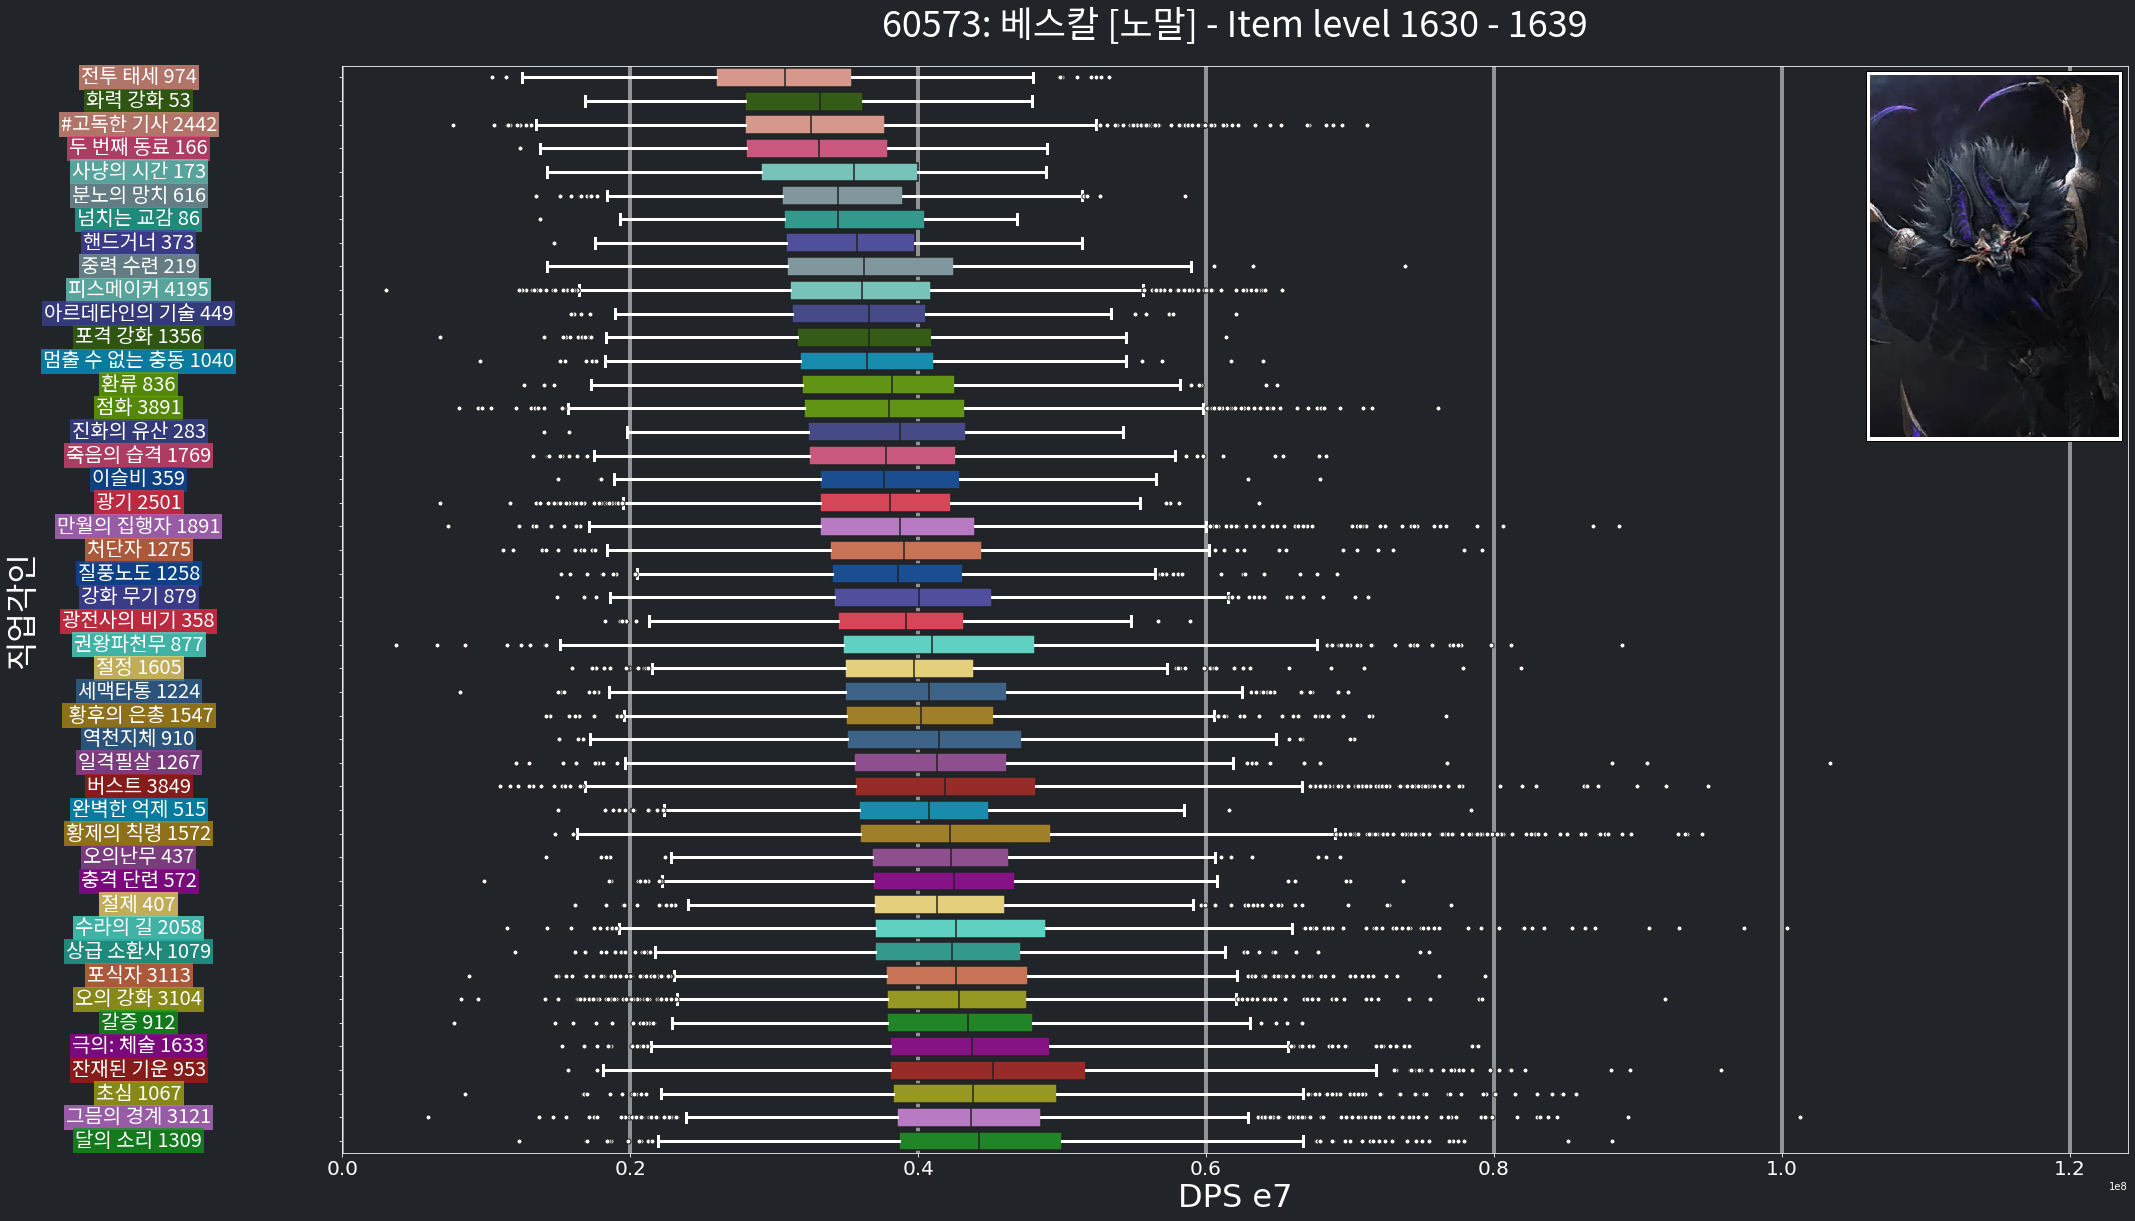 60573: 베스칼 [노말] - Item level 1630 - 1639
전투 태세 974
화력 강화 53
#고독한 기사 2442
두 번째 동료 166
사냥의 시간 173
분노의 망치 616
넘치는 교감 86
핸드거너 373
중력 수련 219
피스메이커 4195
아르데타인의 기술 449
포격 강화 1356
멈출 수 없는 충동 1040
환류 836
점화 3891
진화의 유산 283
죽음의 습격 1769
이슬비 359
광기 2501
만월의 집행자 1891
처단자 1275
질풍노도 1258
강화 무기 879
광전사의 비기 358
권왕파천무 877
절정 1605
세맥타통 1224
황후의 은총 1547
역천지체 910
일격필살 1267
버스트 3849
완벽한 억제 515
황제의 칙령 1572
오의난무 437
충격 단련 572
절제 407
수라의 길 2058
상급 소환사 1079
포식자 3113
오의 강화 3104
갈증 912
극의: 체술 1633
잔재된 기운 953
초심 1067
그믐의 경계 3121
달의 소리 1309
직업각인
0.0 0.2 0.4 0.6 0.8 1.0 1.2
1e8
DPS e7